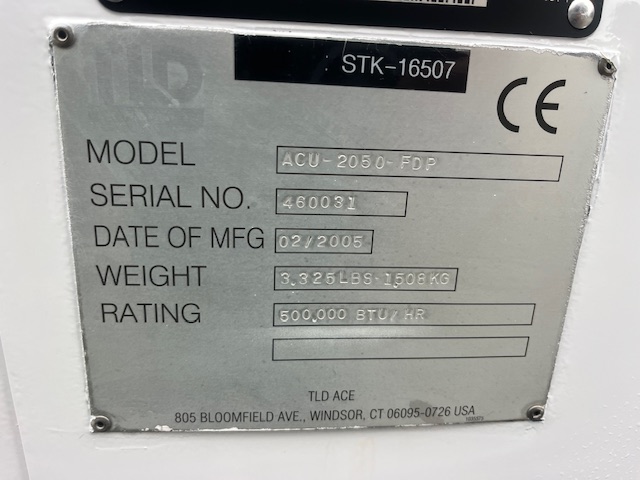 TLD
STK-16507
CE
MODEL ACU-2050-FDP
SERIAL NO. 460031
DATE OF MFG 02/2005
WEIGHT 3,325LBS-1508KG
RATING 500,000 BTU/HR
TLD ACE
805 BLOOMFIELD AVE., WINDSOR, CT 06095-0726 USA